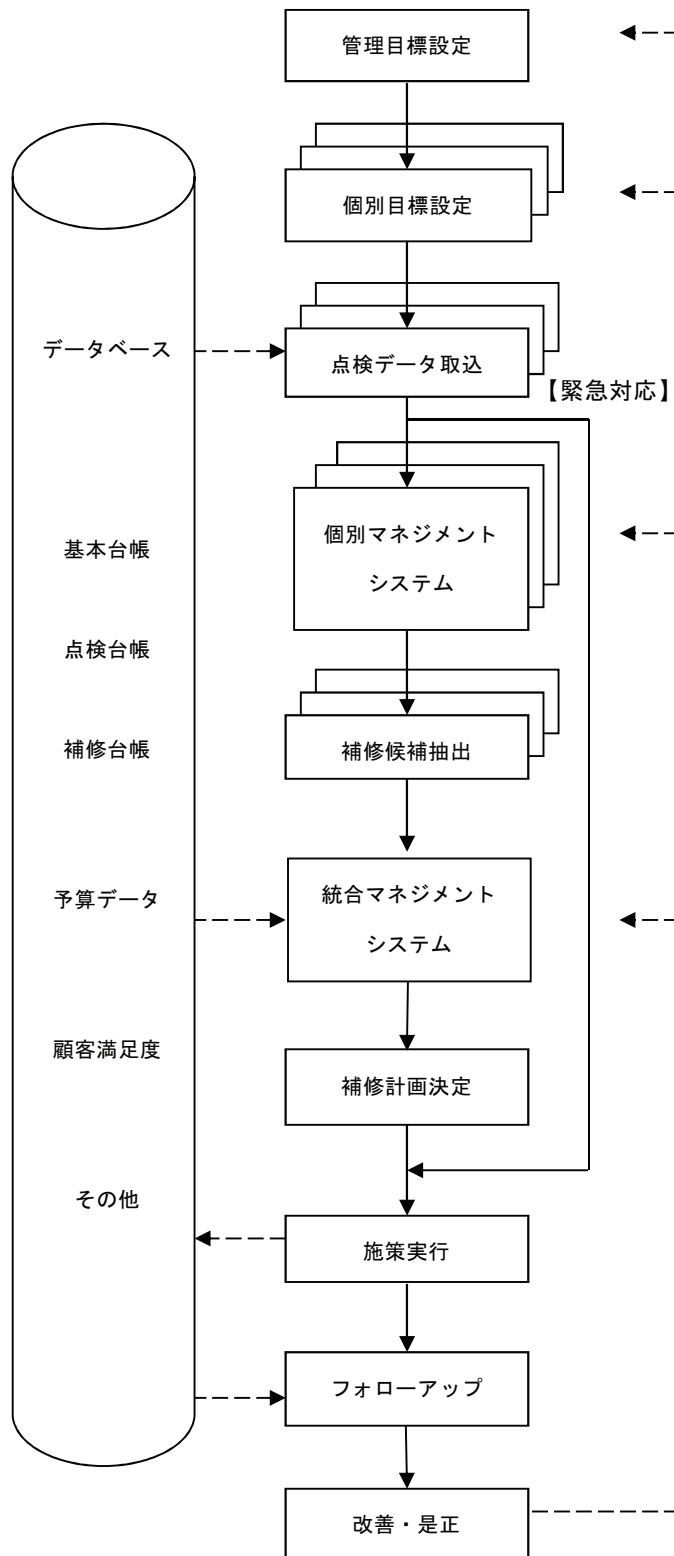 管理目標設定
個別目標設定
データベース
点検データ取込
【緊急対応】
個別マネジメント
システム
基本台帳
点検台帳
補修台帳
補修候補抽出
予算データ
統合マネジメント
システム
顧客満足度
補修計画決定
その他
施策実行
フォローアップ
改善・是正